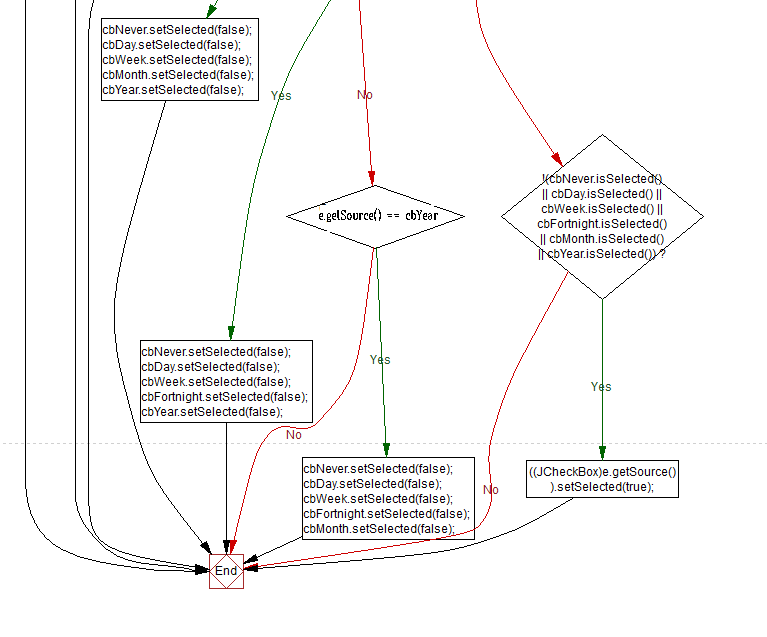 cbNever.setSelected(false);
cbDay.setSelected(false);
cbWeek.setSelected(false);
cbMonth.setSelected(false);
cbYear.setSelected(false);
Yes
No
!(cbNever.isSelected()
|| cbDay.isSelected() ||
cbWeek.isSelected() ||
cbFortnight.isSelected()
|| cbMonth.isSelected()
|| cbYear.isSelected()) ?
e.getSource() == cbYear
cbNever.setSelected(false);
cbDay.setSelected(false);
cbWeek.setSelected(false);
cbFortnight.setSelected(false);
cbYear.setSelected(false);
Yes
Yes
No
cbNever.setSelected(false);
cbDay.setSelected(false);
cbWeek.setSelected(false);
cbFortnight.setSelected(false);
cbMonth.setSelected(false);
No
((JCheckBox)e.getSource()
).setSelected(true);
End